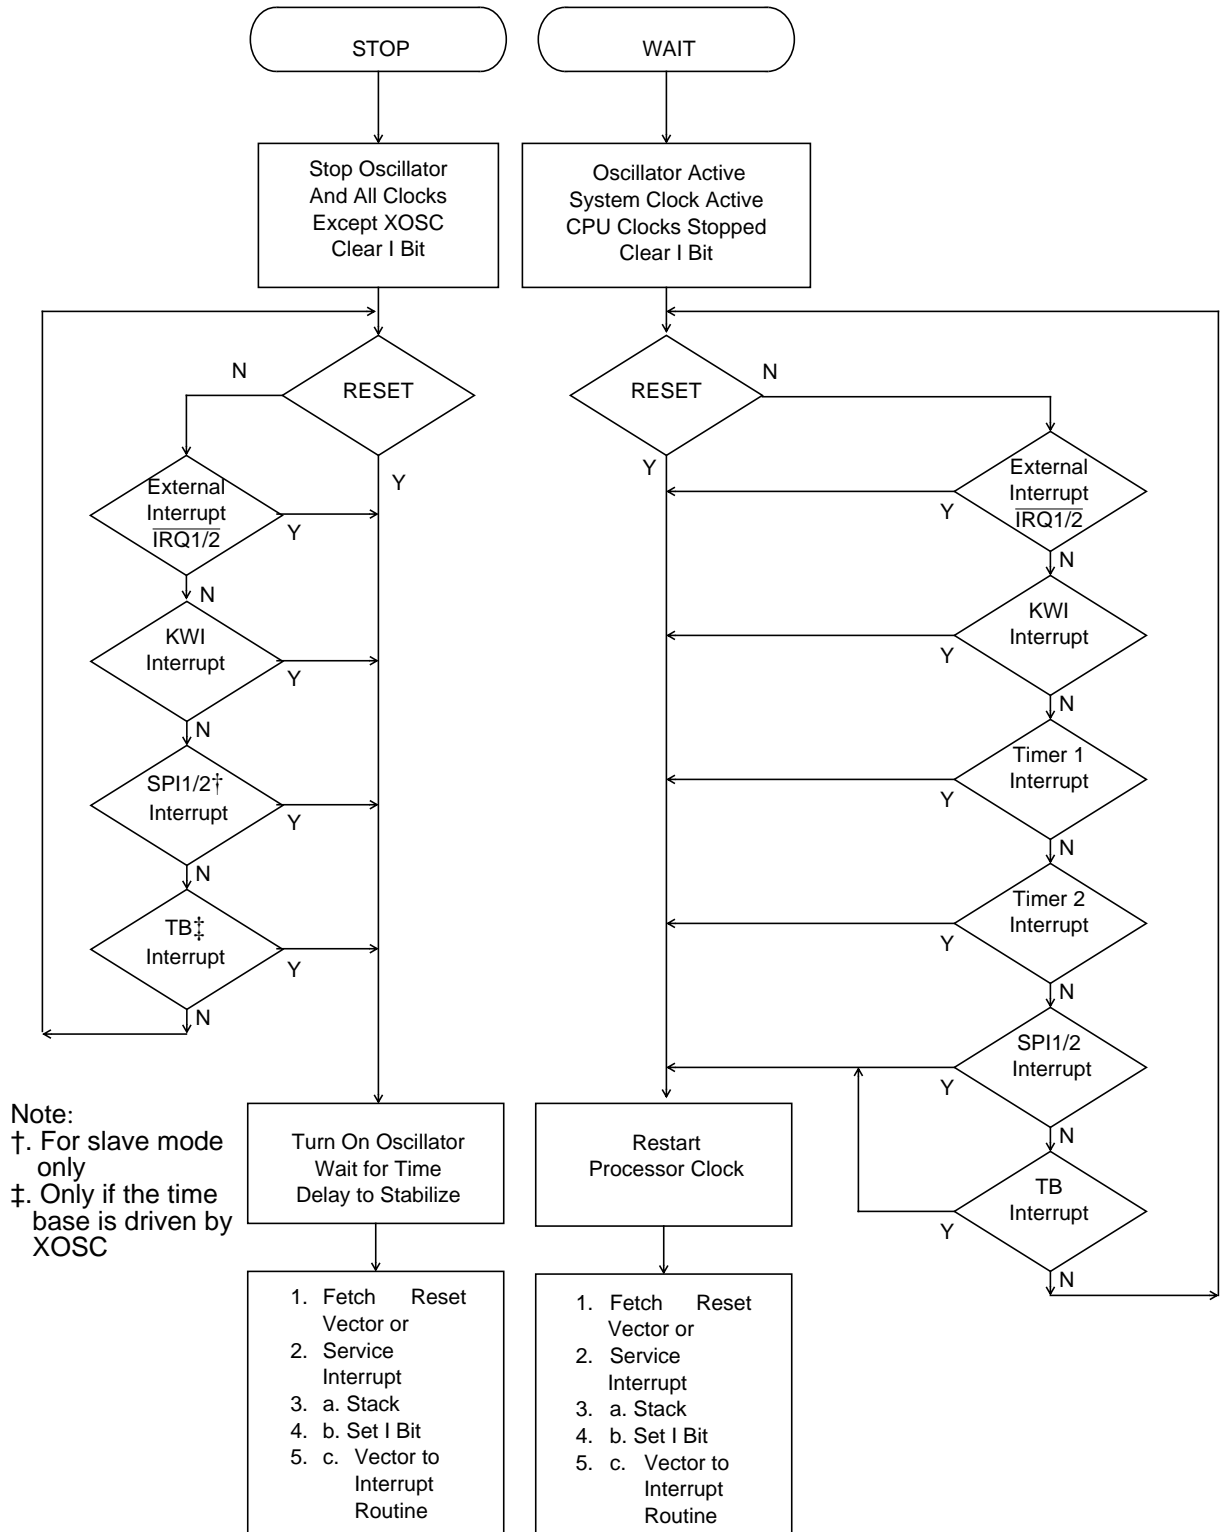 STOP
WAIT
Stop Oscillator
And All Clocks
Except XOSC
Clear I Bit
Oscillator Active
System Clock Active
CPU Clocks Stopped
Clear I Bit
N
RESET
Y
External
Interrupt
IRQ1/2
Y
N
KWI
Interrupt
Y
N
SPI1/2†
Interrupt
Y
N
TB‡
Interrupt
Y
N
RESET
N
Y
External
Interrupt
IRQ1/2
Y
N
KWI
Interrupt
Y
N
Timer 1
Interrupt
Y
N
Timer 2
Interrupt
Y
N
SPI1/2
Interrupt
Y
N
TB
Interrupt
Y
N
Note:
†. For slave mode
only
‡. Only if the time
base is driven by
XOSC
Turn On Oscillator
Wait for Time
Delay to Stabilize
Restart
Processor Clock
1. Fetch Reset
Vector or
2. Service
Interrupt
3. a. Stack
4. b. Set I Bit
5. c. Vector to
Interrupt
Routine
1. Fetch Reset
Vector or
2. Service
Interrupt
3. a. Stack
4. b. Set I Bit
5. c. Vector to
Interrupt
Routine